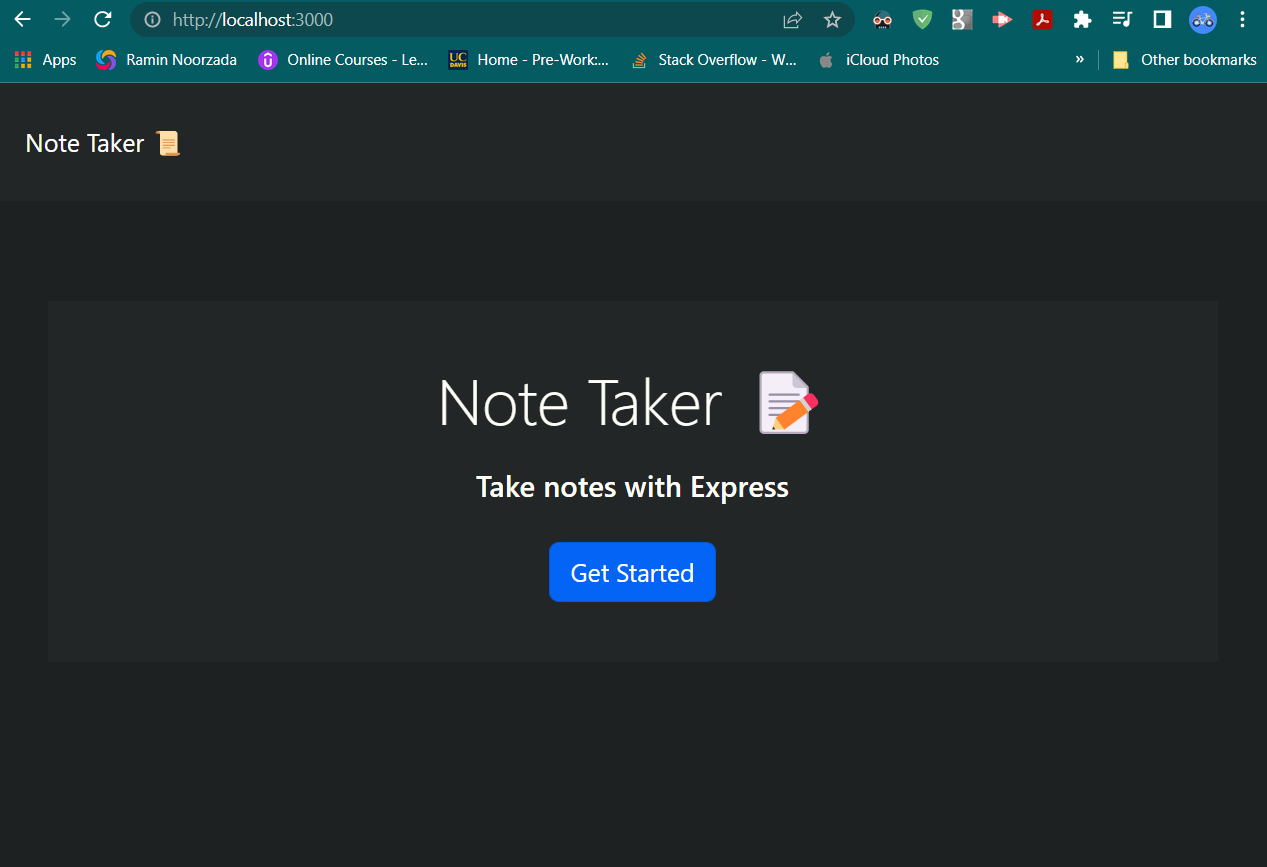 http://localhost:3000
Apps Ramin Noorzada Online Courses - Le... UC DAVIS Home - Pre-Work:... Stack Overflow - W... iCloud Photos » Other bookmarks
Note Taker 📜
Note Taker 📝
Take notes with Express
Get Started